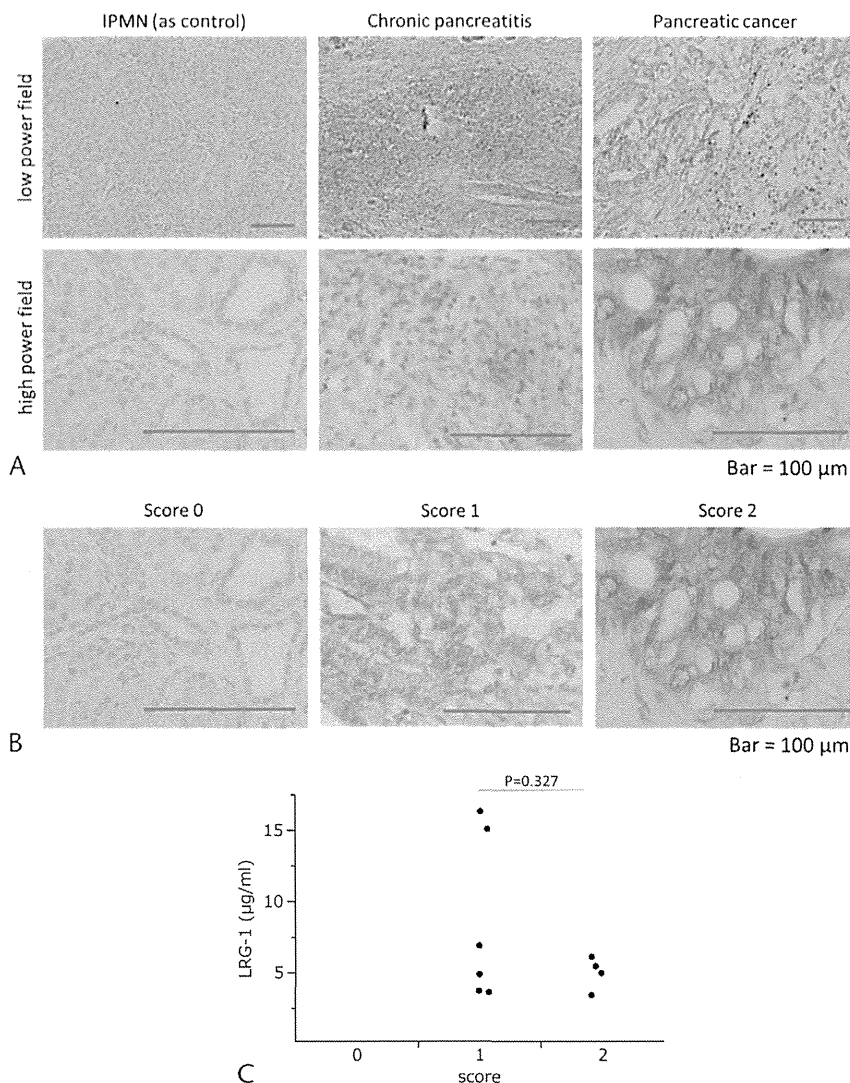 IPMN (as control)
Chronic pancreatitis
Pancreatic cancer
low power field
high power field
A
Bar = 100 μm
Score 0
Score 1
Score 2
B
Bar = 100 μm
P=0.327
LRG-1 (μg/ml)
15
10
5
0
1
2
score
C